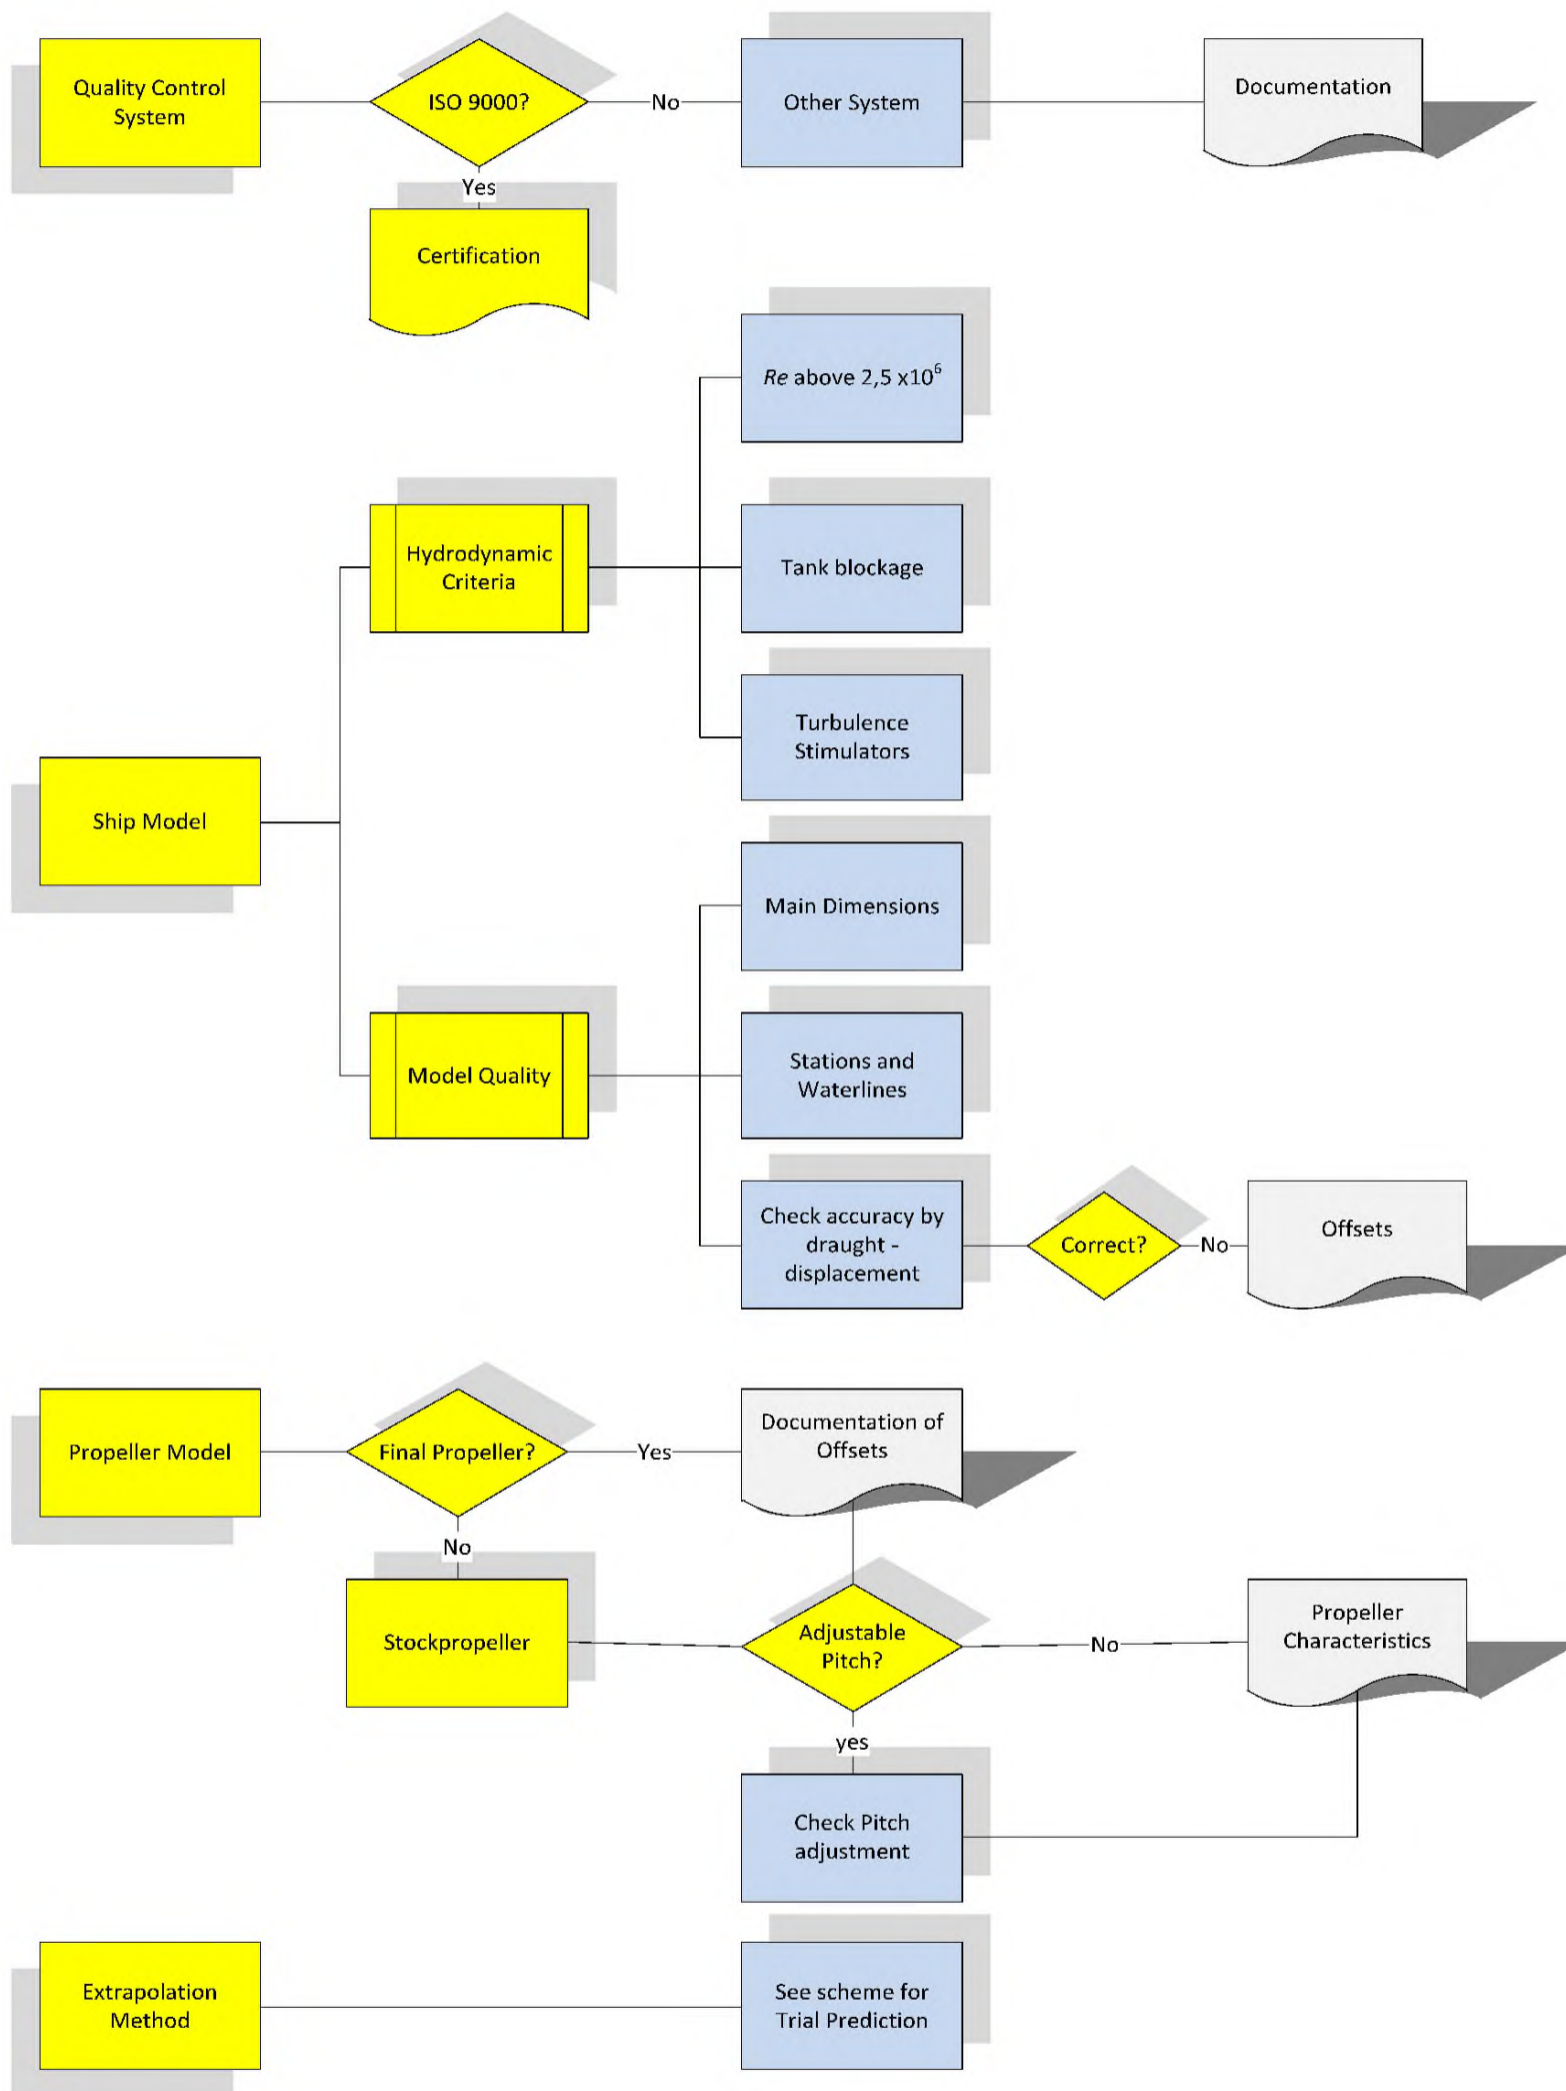 Quality Control
System
ISO 9000?
No
Other System
Documentation
Yes
Certification
Re above 2,5 x10⁶
Hydrodynamic
Criteria
Tank blockage
Turbulence
Stimulators
Ship Model
Main Dimensions
Model Quality
Stations and
Waterlines
Check accuracy by
draught -
displacement
Correct?
No
Offsets
Propeller Model
Final Propeller?
Yes
Documentation of
Offsets
No
Stockpropeller
Adjustable
Pitch?
No
Propeller
Characteristics
yes
Check Pitch
adjustment
Extrapolation
Method
See scheme for
Trial Prediction